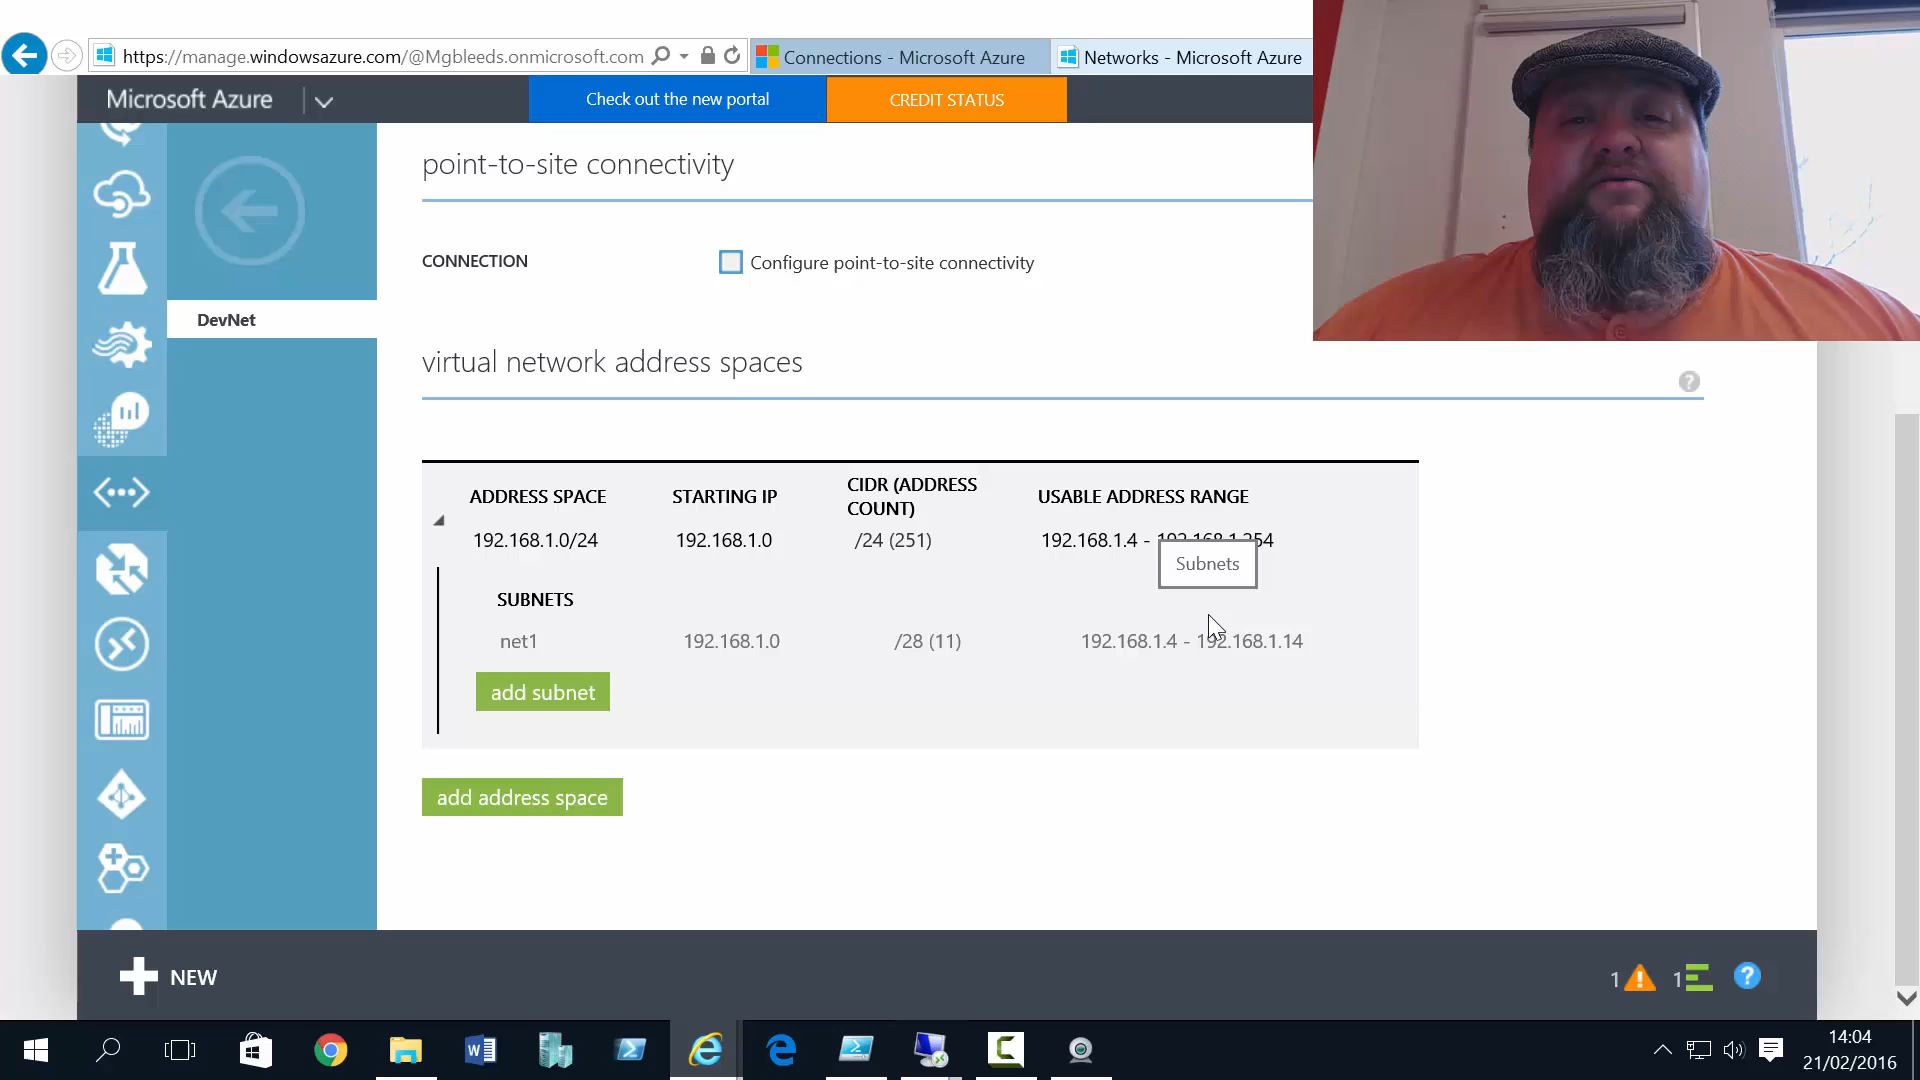 https://manage.windowsazure.com/@Mgbleeds.onmicrosoft.com
Connections - Microsoft Azure
Networks - Microsoft Azure
Microsoft Azure
Check out the new portal
CREDIT STATUS
point-to-site connectivity
CONNECTION
Configure point-to-site connectivity
DevNet
virtual network address spaces
?
ADDRESS SPACE
STARTING IP
CIDR (ADDRESS
COUNT)
USABLE ADDRESS RANGE
192.168.1.0/24
192.168.1.0
/24 (251)
192.168.1.4 - 192.168.1.254
Subnets
SUBNETS
net1
192.168.1.0
/28 (11)
192.168.1.4 - 192.168.1.14
add subnet
add address space
NEW
1
1
?
14:04
21/02/2016